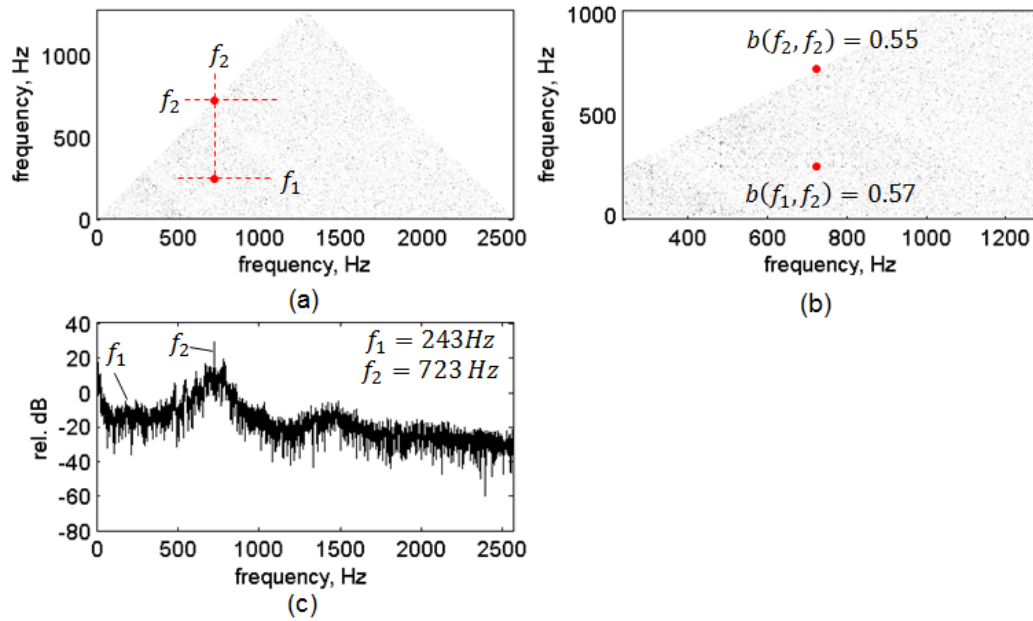 1000
500
0
frequency, Hz
f₂
f₂
f₁
0 500 1000 1500 2000 2500
frequency, Hz
(a)
1000
500
0
frequency, Hz
b(f₂, f₂) = 0.55
b(f₁, f₂) = 0.57
400 600 800 1000 1200
frequency, Hz
(b)
40
20
0
-20
-40
-60
-80
rel. dB
f₁
f₂
f₁ = 243Hz
f₂ = 723 Hz
0 500 1000 1500 2000 2500
frequency, Hz
(c)